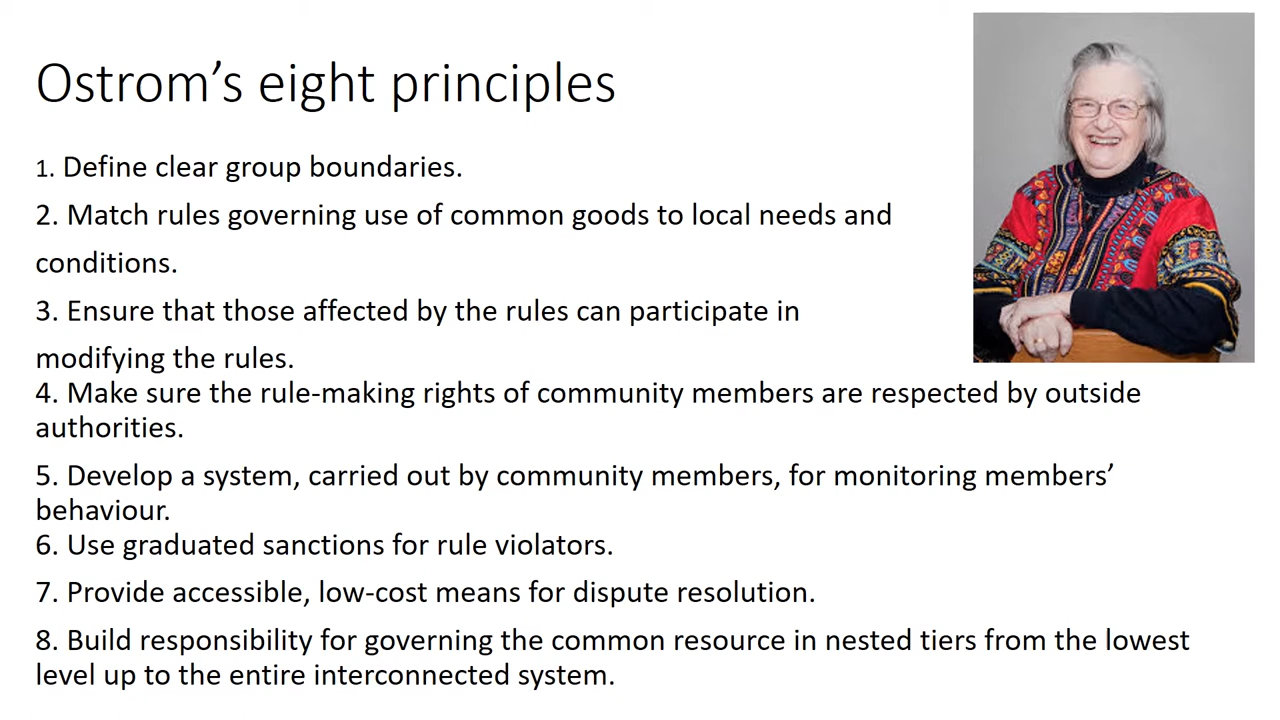 Ostrom’s eight principles
1. Define clear group boundaries.
2. Match rules governing use of common goods to local needs and
conditions.
3. Ensure that those affected by the rules can participate in
modifying the rules.
4. Make sure the rule-making rights of community members are respected by outside
authorities.
5. Develop a system, carried out by community members, for monitoring members’
behaviour.
6. Use graduated sanctions for rule violators.
7. Provide accessible, low-cost means for dispute resolution.
8. Build responsibility for governing the common resource in nested tiers from the lowest
level up to the entire interconnected system.